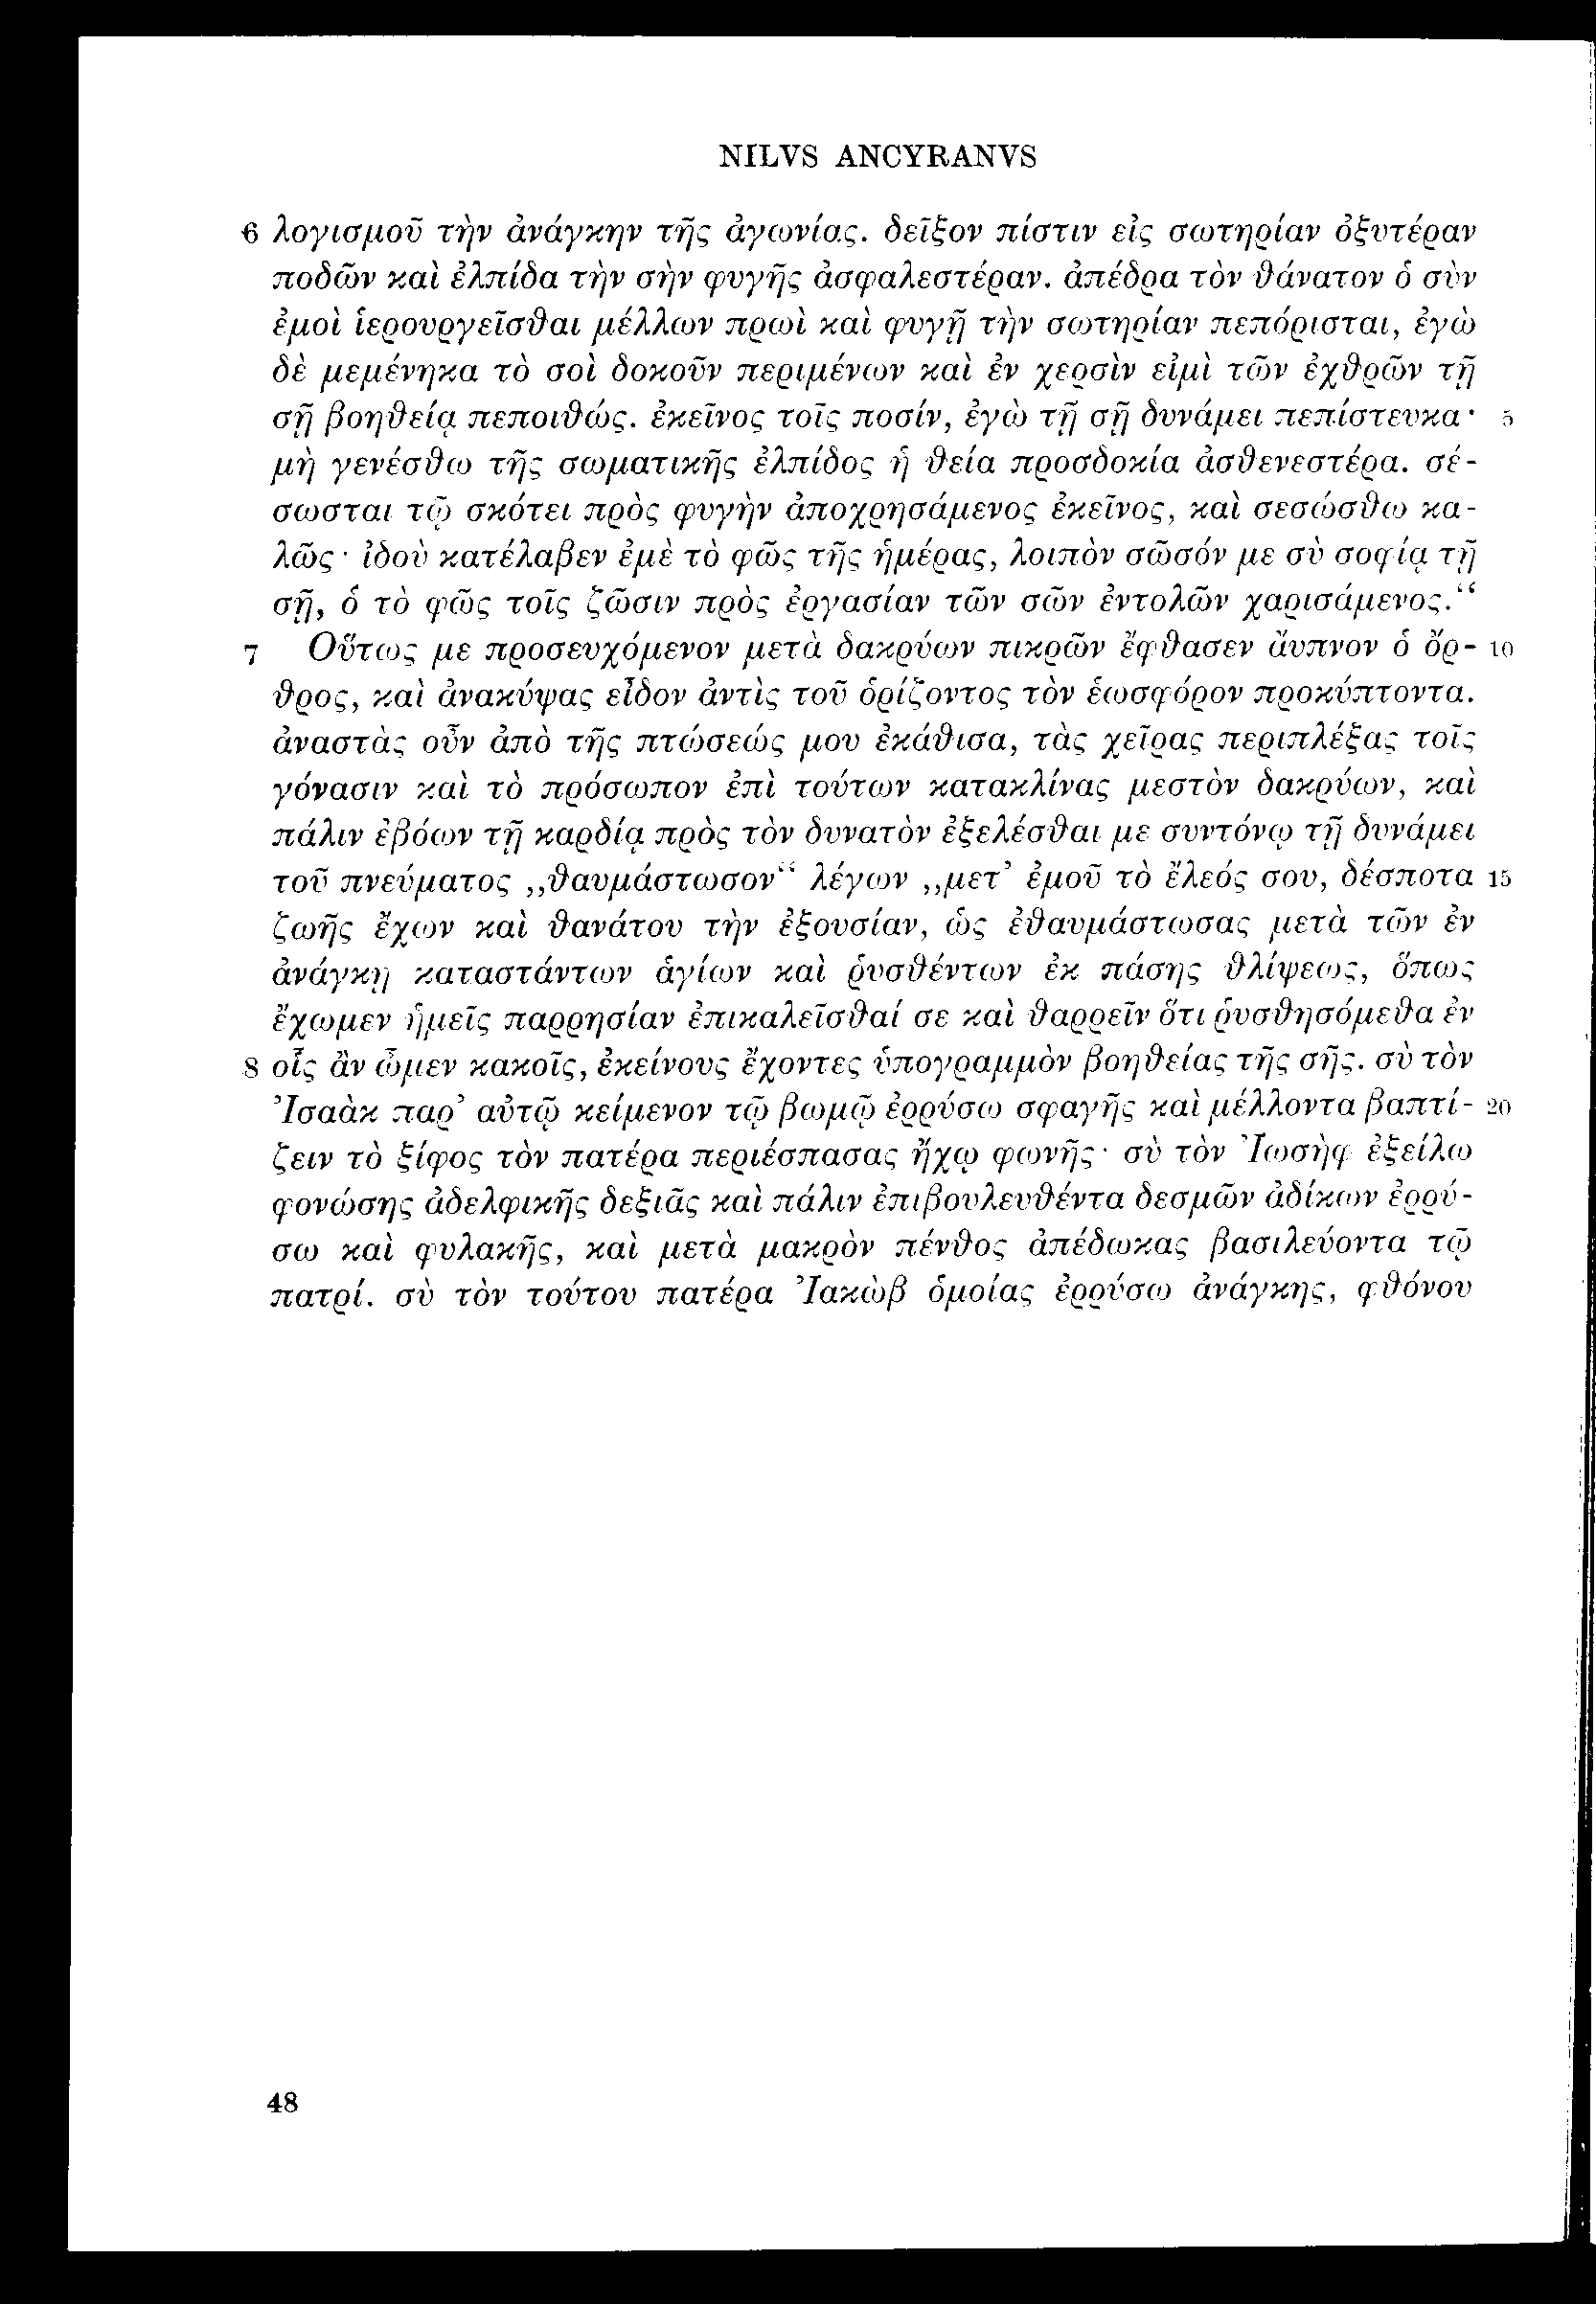 NILVS ANCYRANVS
6 λογισμοῦ τὴν ἀνάγκην τῆς ἀγωνίας. δεῖξον πίστιν εἰς σωτηρίαν ὀξυτέραν
ποδῶν καὶ ἐλπίδα τὴν σὴν φυγῆς ἀσφαλεστέραν. ἀπέδρα τὸν θάνατον ὁ σὺν
ἐμοὶ ἱερουργεῖσθαι μέλλων πρωὶ καὶ φυγῇ τὴν σωτηρίαν πεπόρισται, ἐγὼ
δὲ μεμένηκα τὸ σοὶ δοκοῦν περιμένων καὶ ἐν χερσὶν εἰμὶ τῶν ἐχθρῶν τῇ
σῇ βοηθείᾳ πεποιθώς. ἐκεῖνος τοῖς ποσίν, ἐγὼ τῇ σῇ δυνάμει πεπίστευκα· 5
μὴ γενέσθω τῆς σωματικῆς ἐλπίδος ἡ θεία προσδοκία ἀσθενεστέρα. σέ-
σωσται τῷ σκότει πρὸς φυγὴν ἀποχρησάμενος ἐκεῖνος, καὶ σεσώσθω κα-
λῶς· ἰδοὺ κατέλαβεν ἐμὲ τὸ φῶς τῆς ἡμέρας, λοιπὸν σῶσόν με σὺ σοφίᾳ τῇ
σῇ, ὁ τὸ φῶς τοῖς ζῶσιν πρὸς ἐργασίαν τῶν σῶν ἐντολῶν χαρισάμενος.“
7 Οὕτως με προσευχόμενον μετὰ δακρύων πικρῶν ἔφθασεν ἄυπνον ὁ ὄρ- 10
θρος, καὶ ἀνακύψας εἶδον ἀντὶς τοῦ ὁρίζοντος τὸν ἑωσφόρον προκύπτοντα.
ἀναστὰς οὖν ἀπὸ τῆς πτώσεώς μου ἐκάθισα, τὰς χεῖρας περιπλέξας τοῖς
γόνασιν καὶ τὸ πρόσωπον ἐπὶ τούτων κατακλίνας μεστὸν δακρύων, καὶ
πάλιν ἐβόων τῇ καρδίᾳ πρὸς τὸν δυνατὸν ἐξελέσθαι με συντόνῳ τῇ δυνάμει
τοῦ πνεύματος „θαυμάστωσον“ λέγων „μετ’ ἐμοῦ τὸ ἔλεός σου, δέσποτα 15
ζωῆς ἔχων καὶ θανάτου τὴν ἐξουσίαν, ὡς ἐθαυμάστωσας μετὰ τῶν ἐν
ἀνάγκῃ καταστάντων ἁγίων καὶ ῥυσθέντων ἐκ πάσης θλίψεως, ὅπως
ἔχωμεν ἡμεῖς παρρησίαν ἐπικαλεῖσθαί σε καὶ θαρρεῖν ὅτι ῥυσθησόμεθα ἐν
8 οἷς ἂν ὦμεν κακοῖς, ἐκείνους ἔχοντες ὑπογραμμὸν βοηθείας τῆς σῆς. σὺ τὸν
Ἰσαὰκ παρ’ αὐτῷ κείμενον τῷ βωμῷ ἐρρύσω σφαγῆς καὶ μέλλοντα βαπτί- 20
ζειν τὸ ξίφος τὸν πατέρα περιέσπασας ἤχῳ φωνῆς· σὺ τὸν Ἰωσὴφ ἐξείλω
φονώσης ἀδελφικῆς δεξιᾶς καὶ πάλιν ἐπιβουλευθέντα δεσμῶν ἀδίκων ἐρρύ-
σω καὶ φυλακῆς, καὶ μετὰ μακρὸν πένθος ἀπέδωκας βασιλεύοντα τῷ
πατρί. σὺ τὸν τούτου πατέρα Ἰακὼβ ὁμοίας ἐρρύσω ἀνάγκης, φθόνου
48